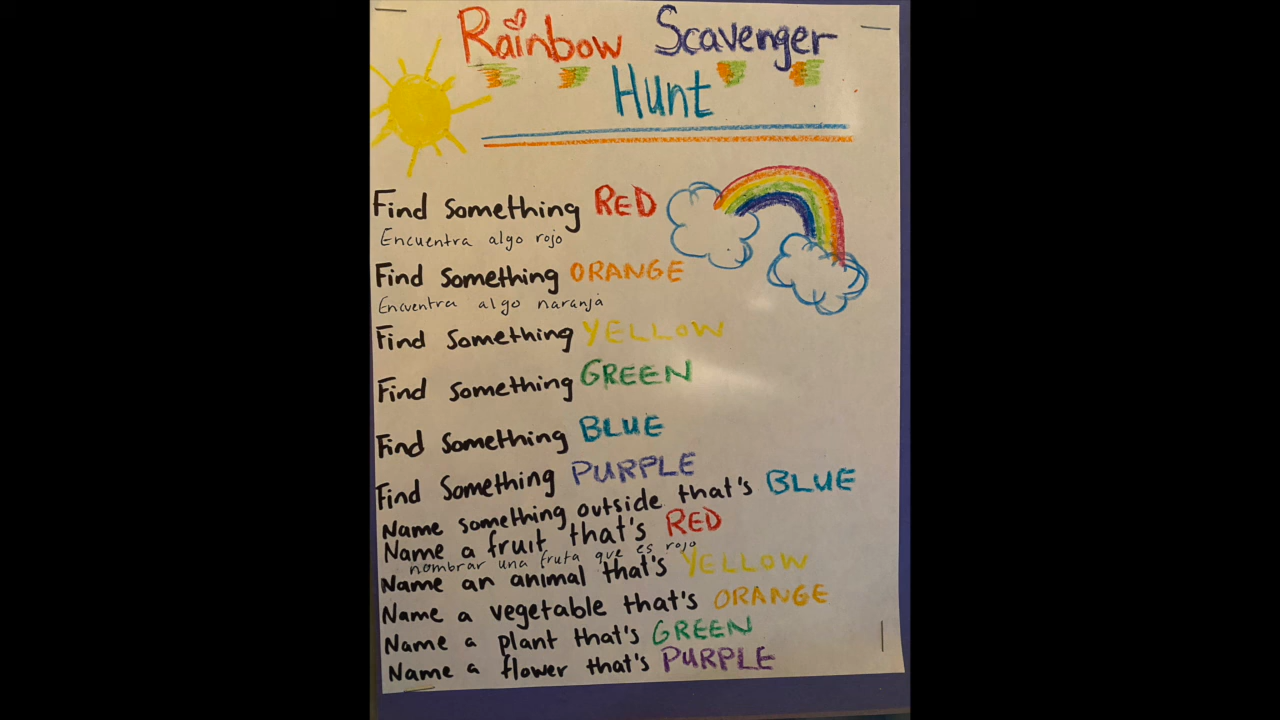 Rainbow Scavenger
Hunt
Find Something RED
Encuentra algo rojo
Find Something ORANGE
Encuentra algo naranja
Find Something YELLOW
Find Something GREEN
Find Something BLUE
Find Something PURPLE
Name something outside that's BLUE
Name a fruit that's RED
nombrar una fruta que es rojo
Name an animal that's YELLOW
Name a vegetable that's ORANGE
Name a plant that's GREEN
Name a flower that's PURPLE